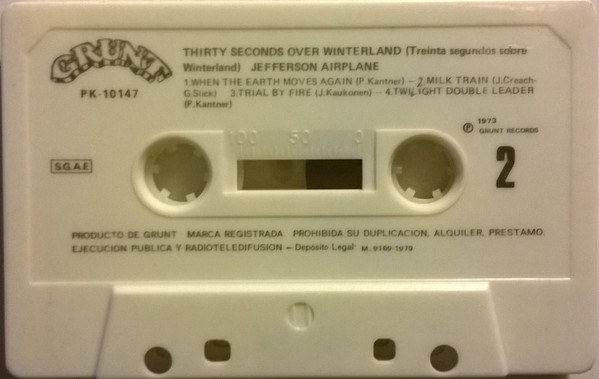 GRUNT
PK-10147
THIRTY SECONDS OVER WINTERLAND (Treinta segundos sobre
Winterland) JEFFERSON AIRPLANE
1.WHEN THE EARTH MOVES AGAIN (P.Kantner) – 2.MILK TRAIN (J.Creach-
G.Slick) 3.TRIAL BY FIRE (J.Kaukonen) – 4.TWILIGHT DOUBLE LEADER
(P.Kantner)
100 50 0
Ⓟ 1973
GRUNT RECORDS
S.G.A.E
2
PRODUCTO DE GRUNT MARCA REGISTRADA PROHIBIDA SU DUPLICACION, ALQUILER, PRESTAMO
EJECUCION PUBLICA Y RADIOTELEDIFUSION – Depósito Legal: M. 9169-1979